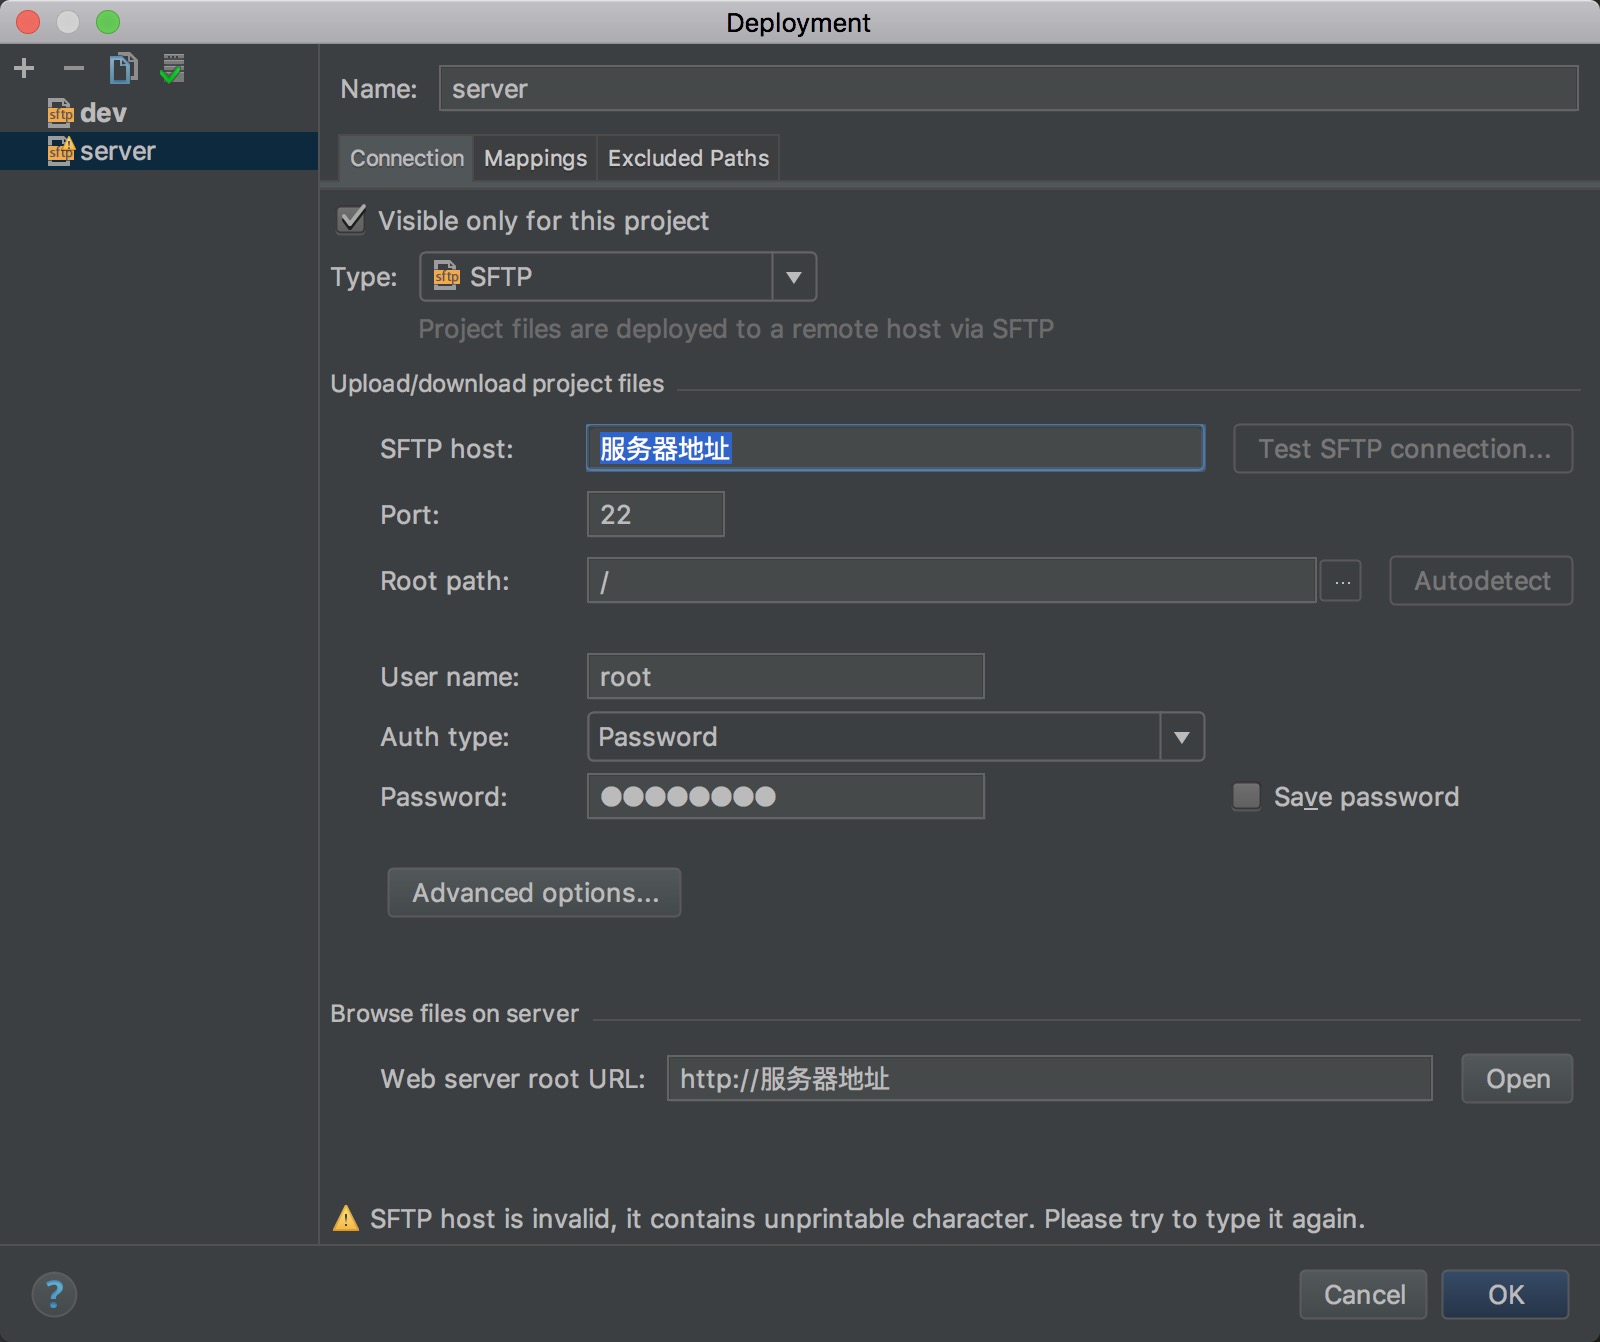 Deployment
sftp dev
sftp server
Name: server
Connection Mappings Excluded Paths
Visible only for this project
Type: sftp SFTP
Project files are deployed to a remote host via SFTP
Upload/download project files
SFTP host: 服务器地址 Test SFTP connection...
Port: 22
Root path: / ... Autodetect
User name: root
Auth type: Password
Password: ●●●●●●●● Save password
Advanced options...
Browse files on server
Web server root URL: http://服务器地址 Open
SFTP host is invalid, it contains unprintable character. Please try to type it again.
? Cancel OK